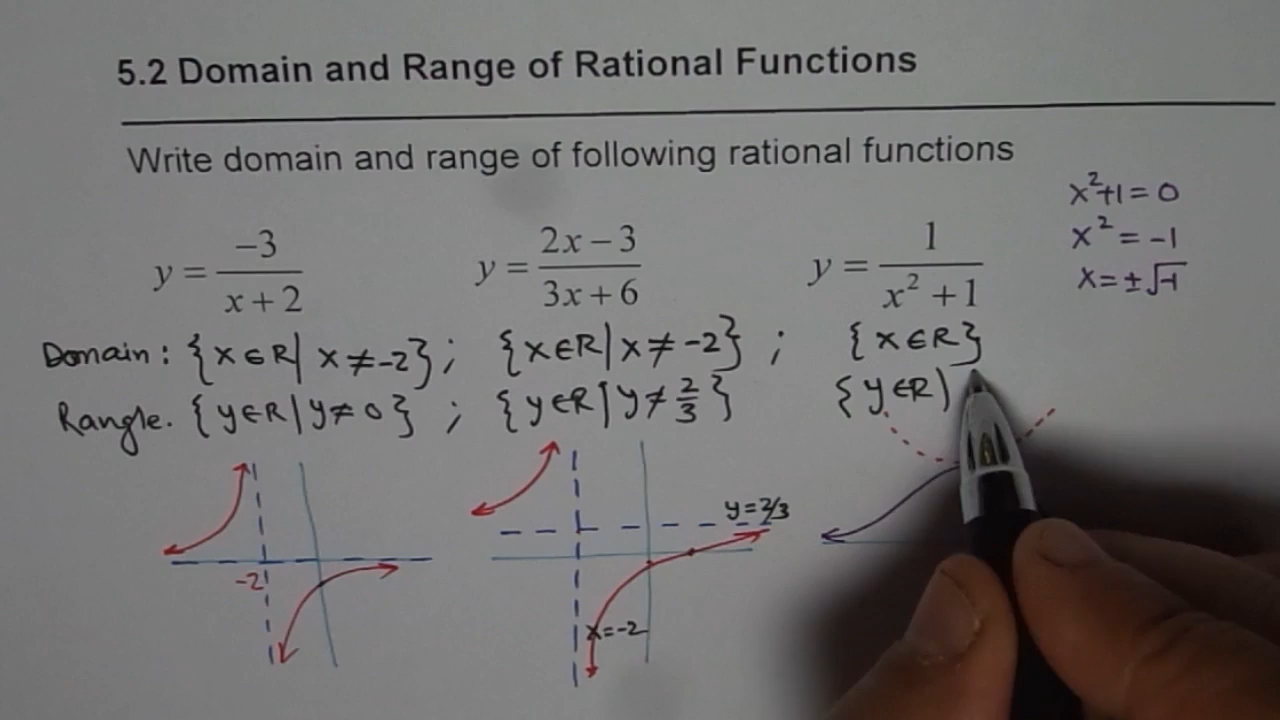 5.2 Domain and Range of Rational Functions
Write domain and range of following rational functions
y = -3/(x + 2)
y = (2x - 3)/(3x + 6)
y = 1/(x² + 1)
x²+1 = 0
x² = -1
x = ±√-1
Domain: {x∈R| x ≠ -2}; {x∈R| x ≠ -2}; {x∈R}
Rangle. {y∈R|y≠0}; {y∈R|y≠2/3} {y∈R)
y=2/3
-2
x=-2